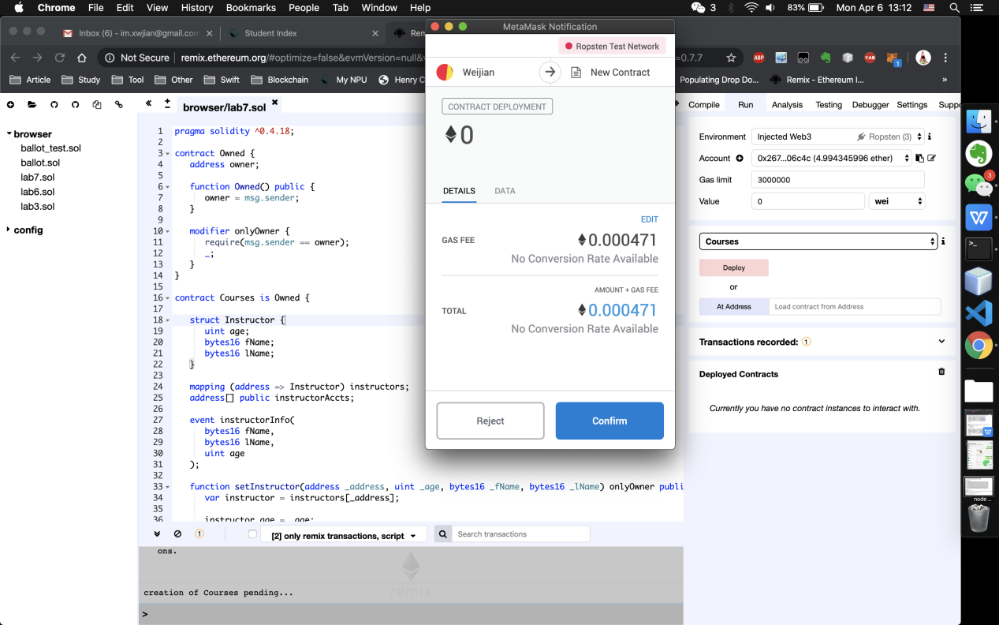 Chrome File Edit View History Bookmarks People Tab Window Help 3 83% Mon Apr 6 13:12
Inbox (6) - im.xwjian@gmail.com
Student Index
Not Secure | remix.ethereum.org/#optimize=false&evmVersion=null&
=0.7.7
ABP
YAB
1
Article Study Tool Other Swift Blockchain My NPU Henry C
Populating Drop Do... Remix - Ethereum I... »
MetaMask Notification
Ropsten Test Network
Weijian
New Contract
CONTRACT DEPLOYMENT
0
DETAILS DATA
EDIT
GAS FEE 0.000471
No Conversion Rate Available
AMOUNT + GAS FEE
TOTAL 0.000471
No Conversion Rate Available
Reject Confirm
browser
ballot_test.sol
ballot.sol
lab7.sol
lab6.sol
lab3.sol
config
« browser/lab7.sol ×
1 pragma solidity ^0.4.18;
2
3 contract Owned {
4 address owner;
5
6 function Owned() public {
7 owner = msg.sender;
8 }
9
10 modifier onlyOwner {
11 require(msg.sender == owner);
12 _;
13 }
14 }
15
16 contract Courses is Owned {
17
18 struct Instructor {
19 uint age;
20 bytes16 fName;
21 bytes16 lName;
22 }
23
24 mapping (address => Instructor) instructors;
25 address[] public instructorAccts;
26
27 event instructorInfo(
28 bytes16 fName,
29 bytes16 lName,
30 uint age
31 );
32
33 function setInstructor(address _address, uint _age, bytes16 _fName, bytes16 _lName) onlyOwner publi
34 var instructor = instructors[_address];
35
36 instructor.age = _age;
1 [2] only remix transactions, script Search transactions
ons.
remix
creation of Courses pending...
>
Compile Run Analysis Testing Debugger Settings Suppo
Environment Injected Web3 Ropsten (3)
Account 0x267...06c4c (4.994345996 ether)
Gas limit 3000000
Value 0 wei
Courses
Deploy
or
At Address Load contract from Address
Transactions recorded: 1
Deployed Contracts
Currently you have no contract instances to interact with.
3
W
>_
node ...